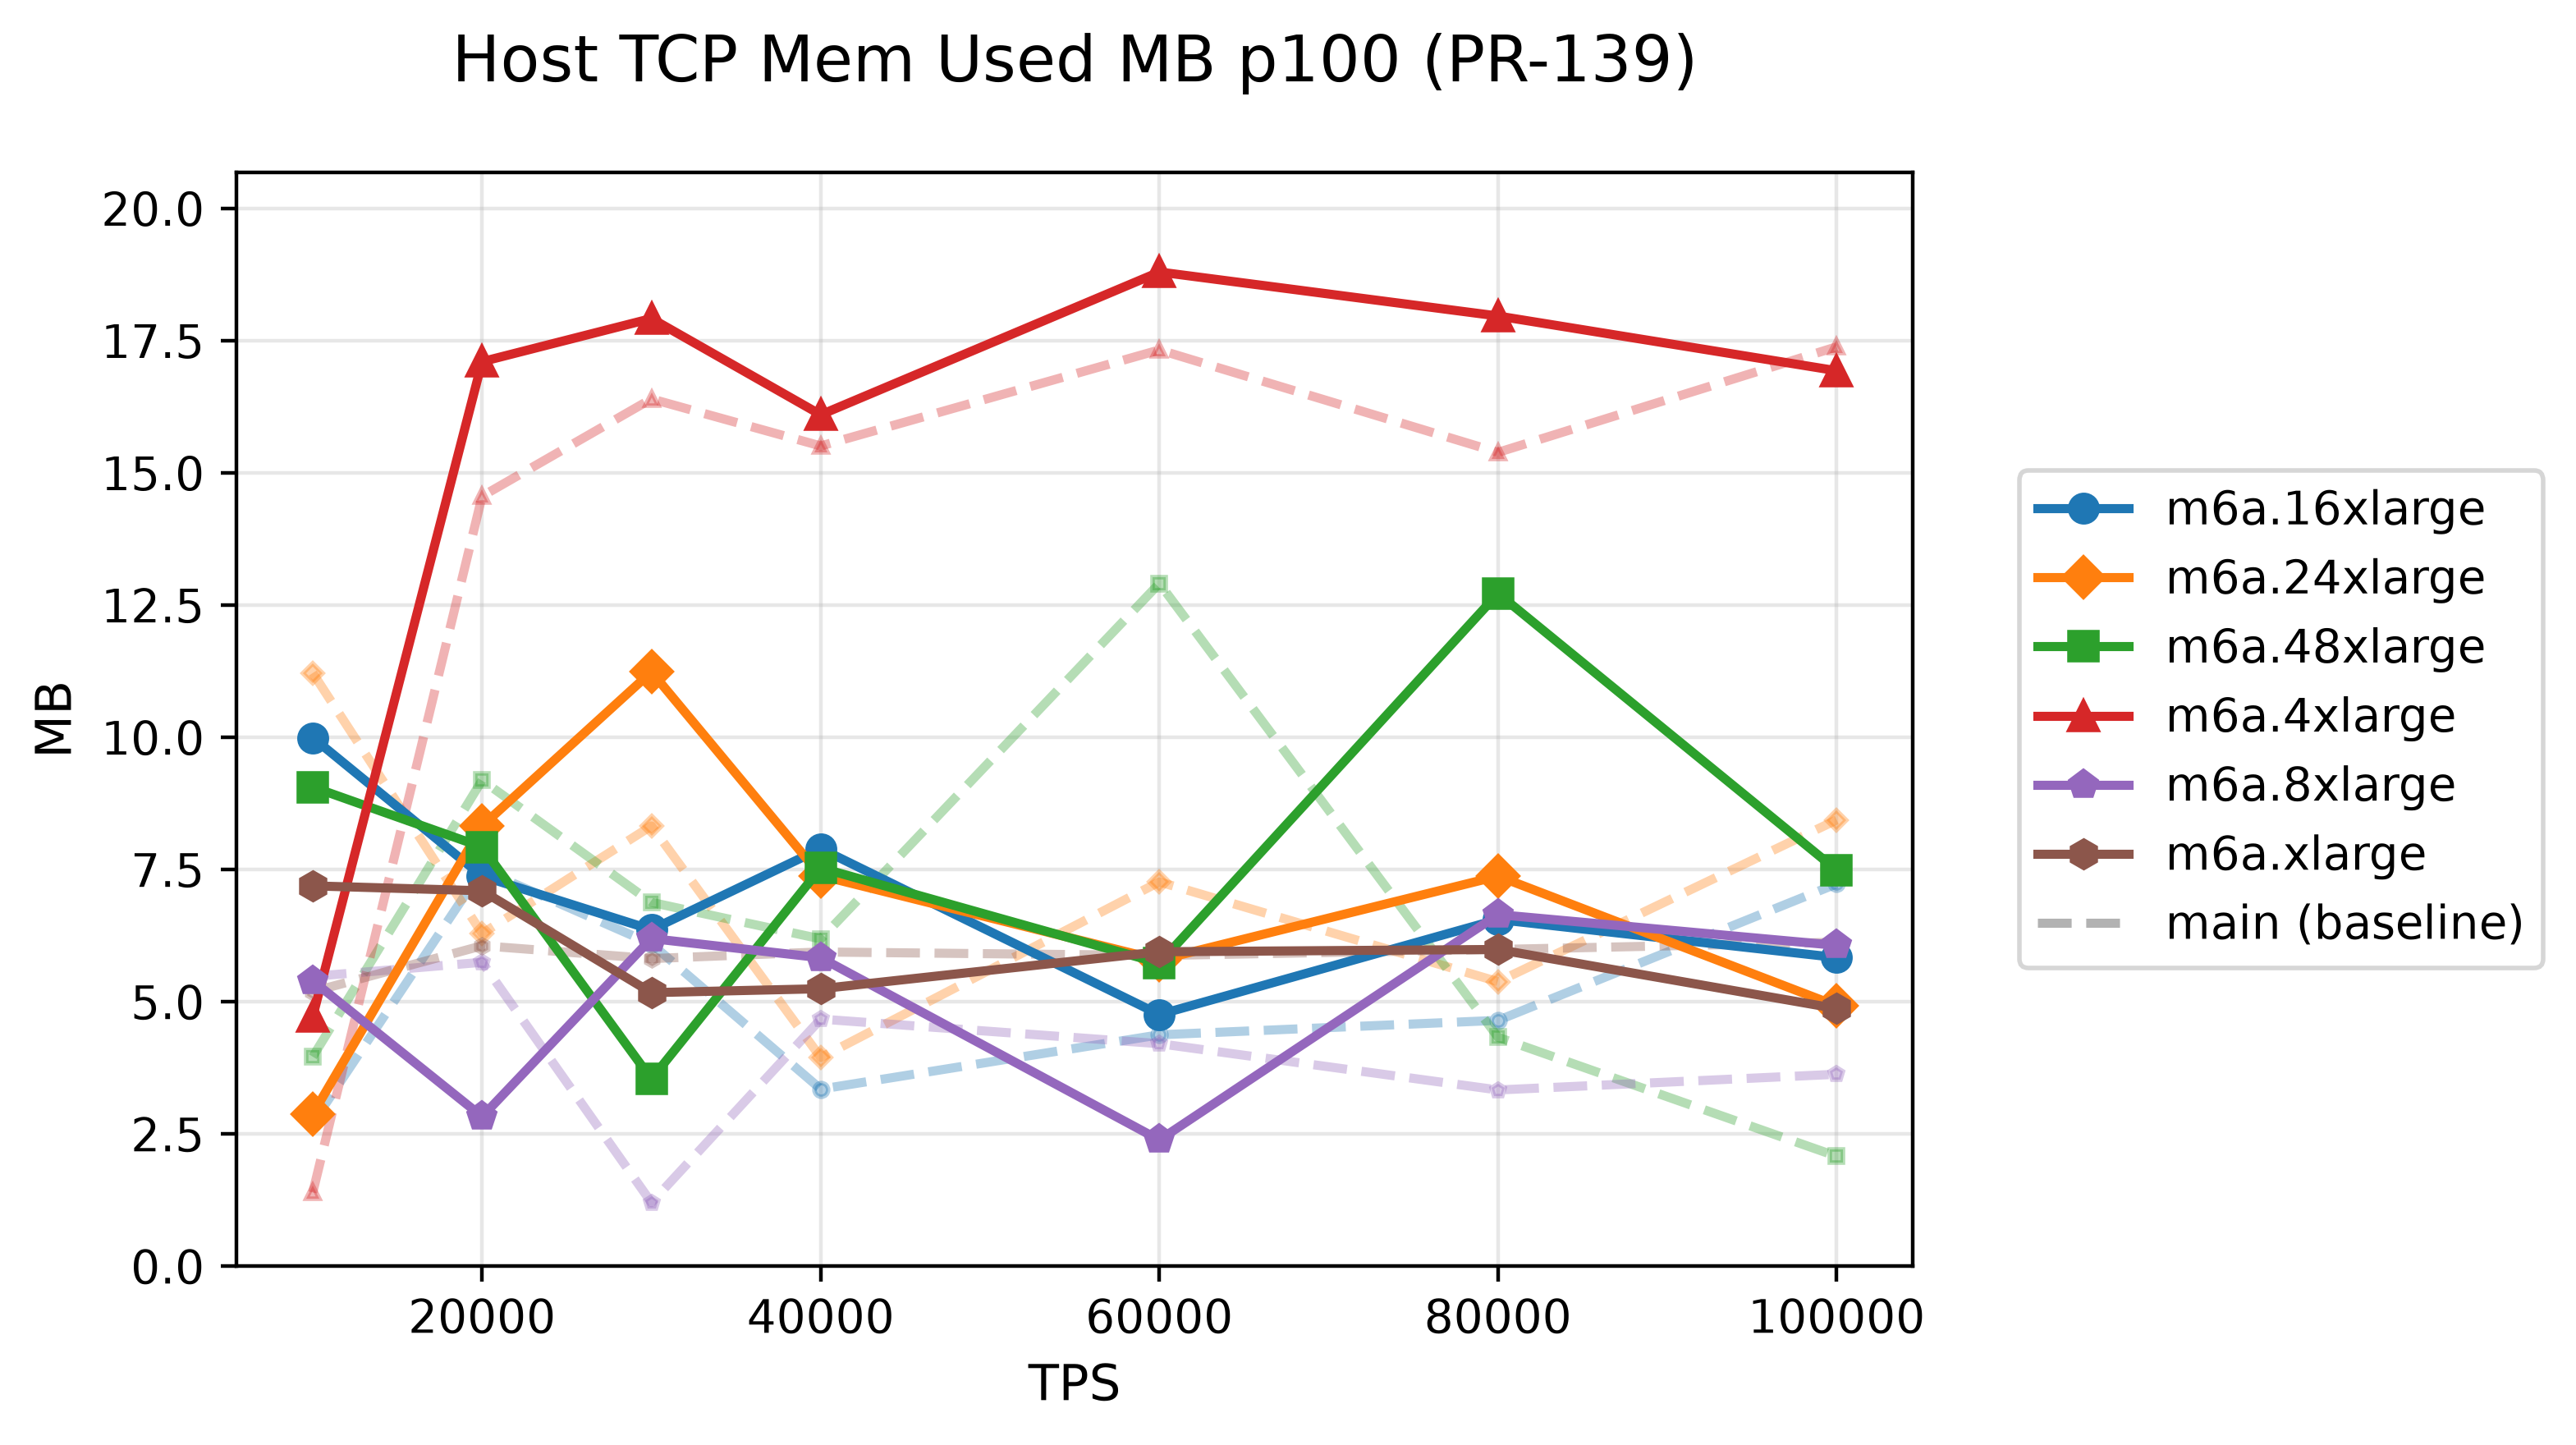 Host TCP Mem Used MB p100 (PR-139)
20.0
17.5
15.0
12.5
10.0
7.5
5.0
2.5
0.0
MB
20000 40000 60000 80000 100000
TPS
m6a.16xlarge
m6a.24xlarge
m6a.48xlarge
m6a.4xlarge
m6a.8xlarge
m6a.xlarge
main (baseline)